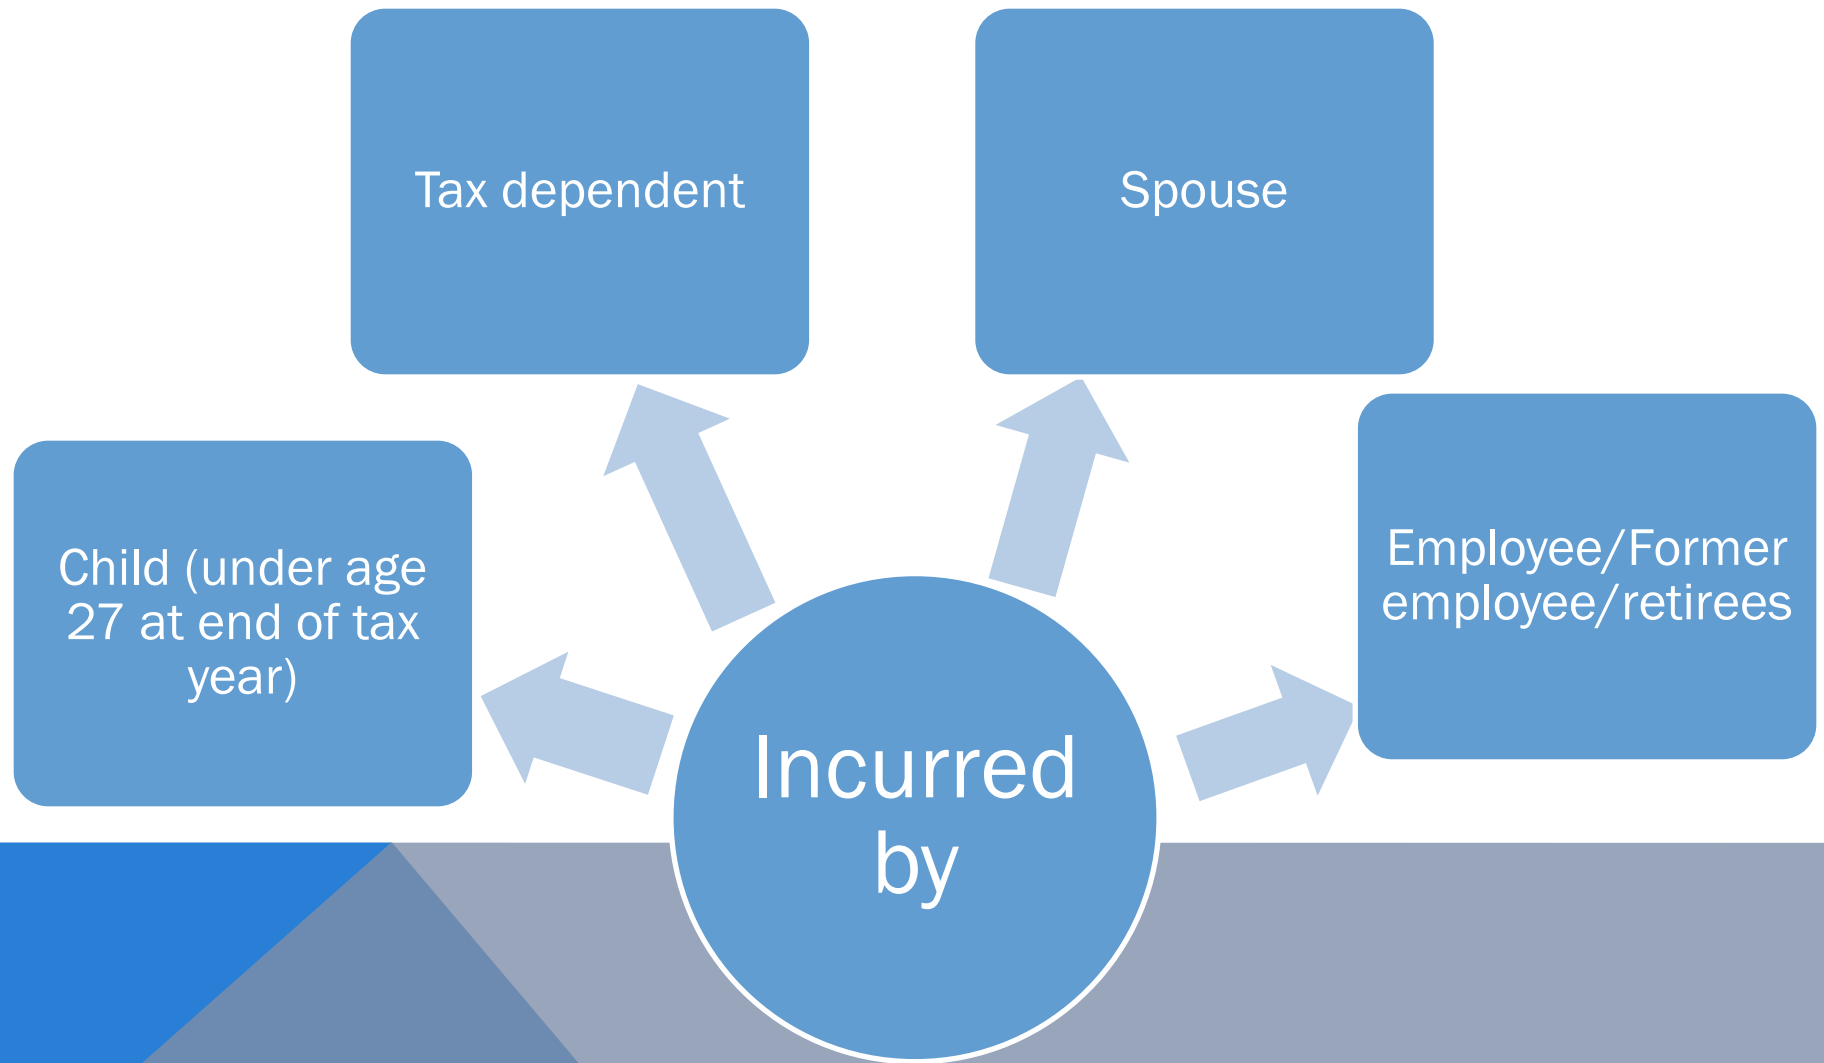 Tax dependent
Spouse
Child (under age
27 at end of tax
year)
Employee/Former
employee/retirees
Incurred
by